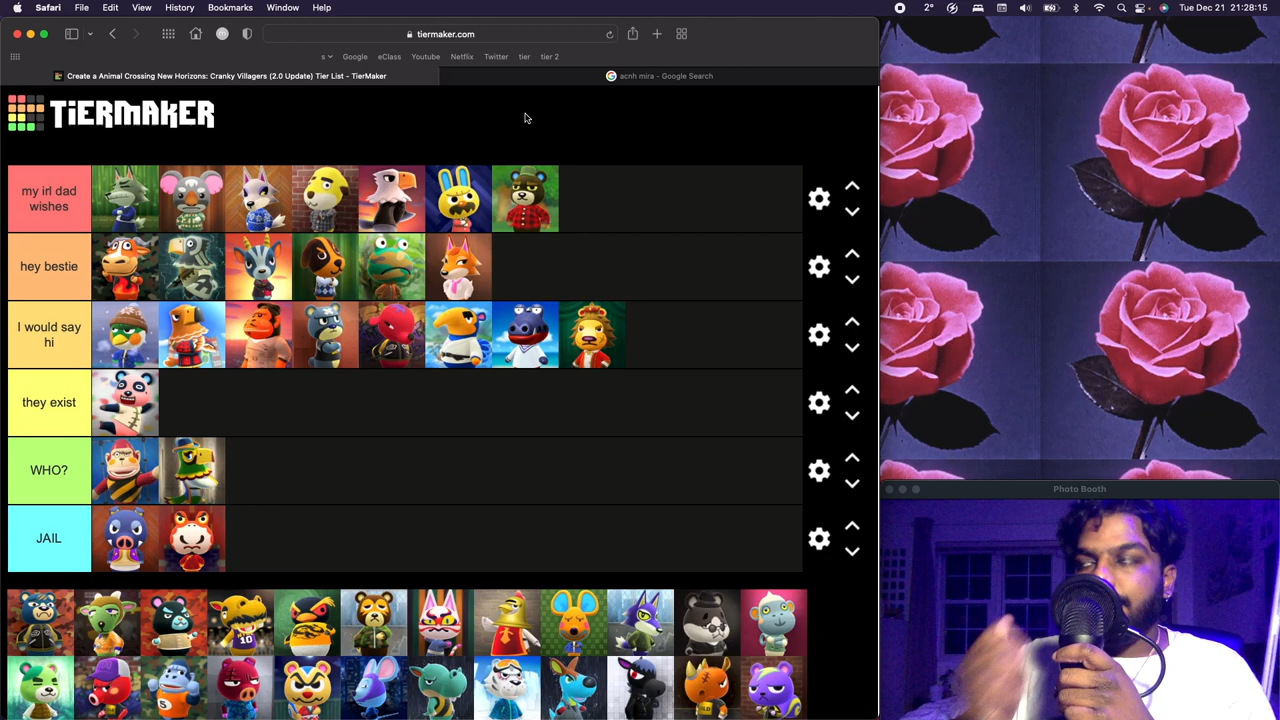 Safari File Edit View History Bookmarks Window Help
2° Tue Dec 21 21:28:15
tiermaker.com
s Google eClass Youtube Netflix Twitter tier tier 2
Create a Animal Crossing New Horizons: Cranky Villagers (2.0 Update) Tier List - TierMaker
acnh mira - Google Search
TiERMAKER
my irl dad
wishes
hey bestie
I would say
hi
they exist
WHO?
JAIL
Photo Booth
10
5